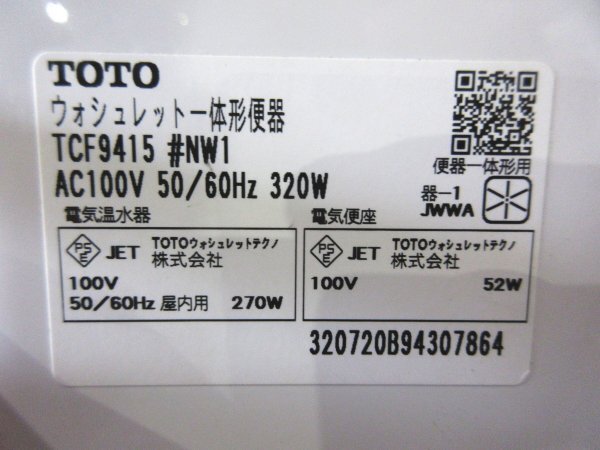 TOTO
ウォシュレット一体形便器
TCF9415 #NW1
AC100V 50/60Hz 320W
便器一体形用
器-1
JWWA
電気温水器
PSE JET TOTOウォシュレットテクノ
株式会社
100V
50/60Hz 屋内用 270W
電気便座
PSE JET TOTOウォシュレットテクノ
株式会社
100V 52W
320720B94307864